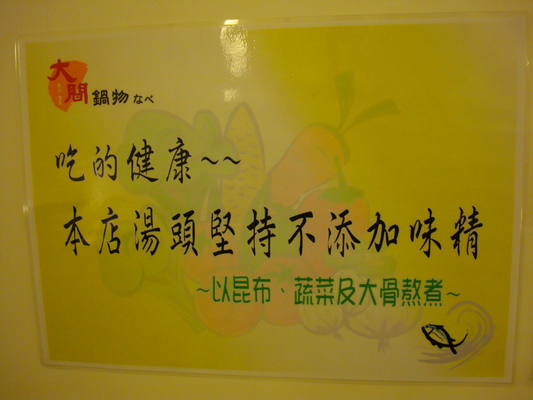 大間鍋物なべ
吃的健康~~
本店湯頭堅持不添加味精
~以昆布、蔬菜及大骨熬煮~